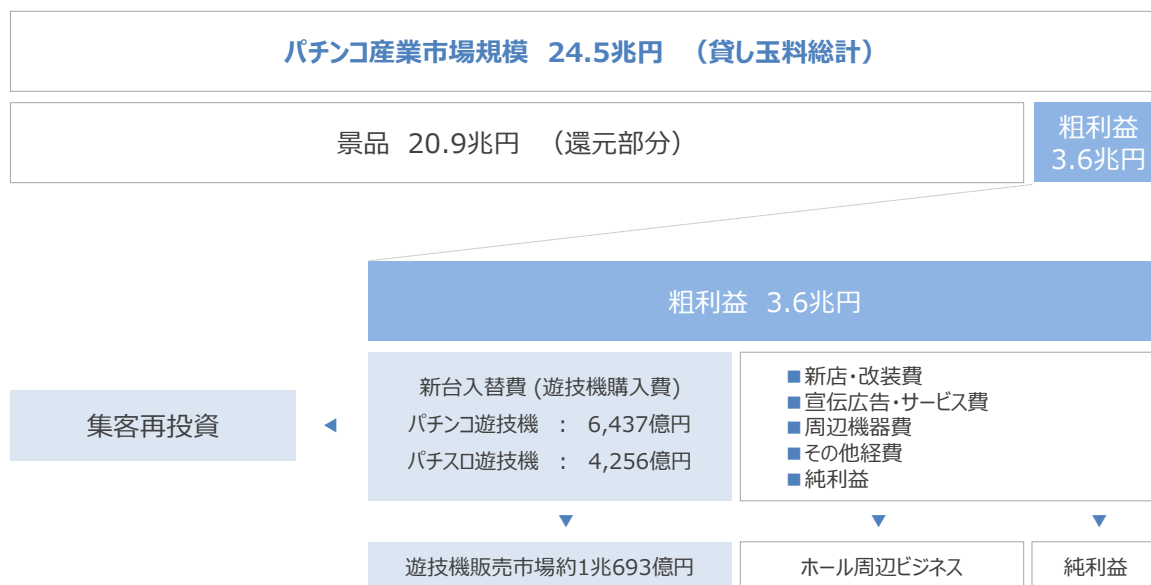 パチンコ産業市場規模 24.5兆円 （貸し玉料総計）
景品 20.9兆円 （還元部分）
粗利益
3.6兆円
粗利益 3.6兆円
新台入替費 (遊技機購入費)
パチンコ遊技機 ： 6,437億円
パチスロ遊技機 ： 4,256億円
■新店・改装費
■宣伝広告・サービス費
■周辺機器費
■その他経費
■純利益
集客再投資
遊技機販売市場約1兆693億円
ホール周辺ビジネス
純利益